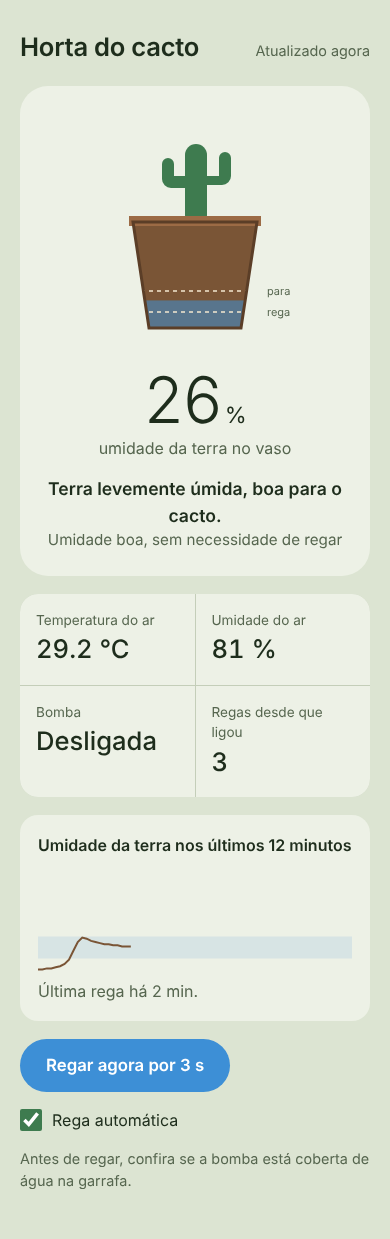 Horta do cacto
Atualizado agora
para
rega
26 %
umidade da terra no vaso
Terra levemente úmida, boa para o
cacto.
Umidade boa, sem necessidade de regar
Temperatura do ar
29.2 °C
Umidade do ar
81 %
Bomba
Desligada
Regas desde que
ligou
3
Umidade da terra nos últimos 12 minutos
Última rega há 2 min.
Regar agora por 3 s
Rega automática
Antes de regar, confira se a bomba está coberta de
água na garrafa.